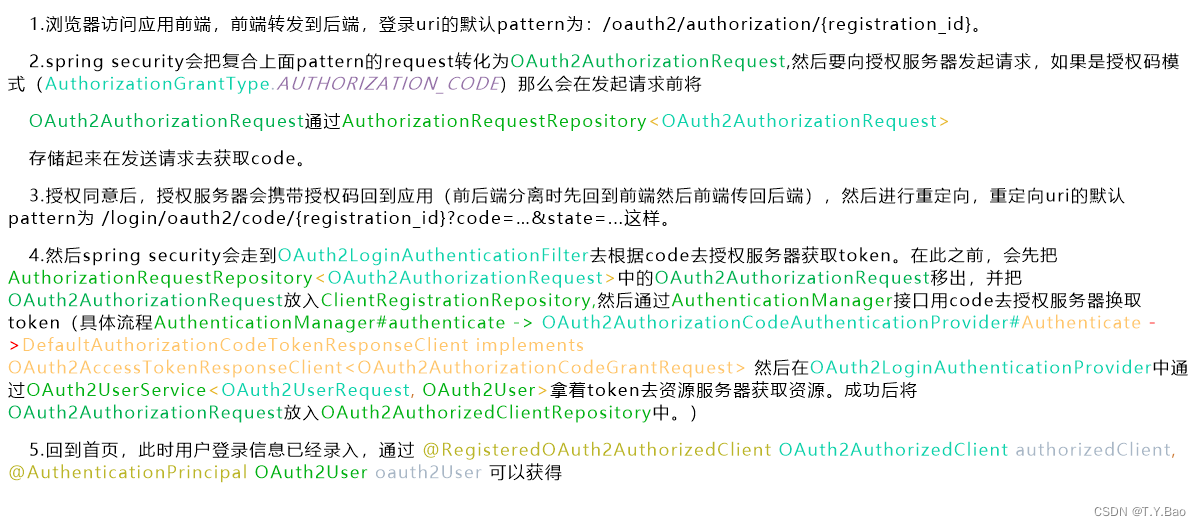 1.浏览器访问应用前端，前端转发到后端，登录uri的默认pattern为：/oauth2/authorization/{registration_id}。
2.spring security会把复合上面pattern的request转化为OAuth2AuthorizationRequest,然后要向授权服务器发起请求，如果是授权码模
式（AuthorizationGrantType.AUTHORIZATION_CODE）那么会在发起请求前将
OAuth2AuthorizationRequest通过AuthorizationRequestRepository<OAuth2AuthorizationRequest>
存储起来在发送请求去获取code。
3.授权同意后，授权服务器会携带授权码回到应用（前后端分离时先回到前端然后前端传回后端），然后进行重定向，重定向uri的默认
pattern为 /login/oauth2/code/{registration_id}?code=...&state=...这样。
4.然后spring security会走到OAuth2LoginAuthenticationFilter去根据code去授权服务器获取token。在此之前，会先把
AuthorizationRequestRepository<OAuth2AuthorizationRequest>中的OAuth2AuthorizationRequest移出，并把
OAuth2AuthorizationRequest放入ClientRegistrationRepository,然后通过AuthenticationManager接口用code去授权服务器换取
token（具体流程AuthenticationManager#authenticate -> OAuth2AuthorizationCodeAuthenticationProvider#Authenticate -
>DefaultAuthorizationCodeTokenResponseClient implements
OAuth2AccessTokenResponseClient<OAuth2AuthorizationCodeGrantRequest> 然后在OAuth2LoginAuthenticationProvider中通
过OAuth2UserService<OAuth2UserRequest, OAuth2User>拿着token去资源服务器获取资源。成功后将
OAuth2AuthorizationRequest放入OAuth2AuthorizedClientRepository中。）
5.回到首页，此时用户登录信息已经录入，通过 @RegisteredOAuth2AuthorizedClient OAuth2AuthorizedClient authorizedClient,
@AuthenticationPrincipal OAuth2User oauth2User 可以获得
CSDN @T.Y.Bao